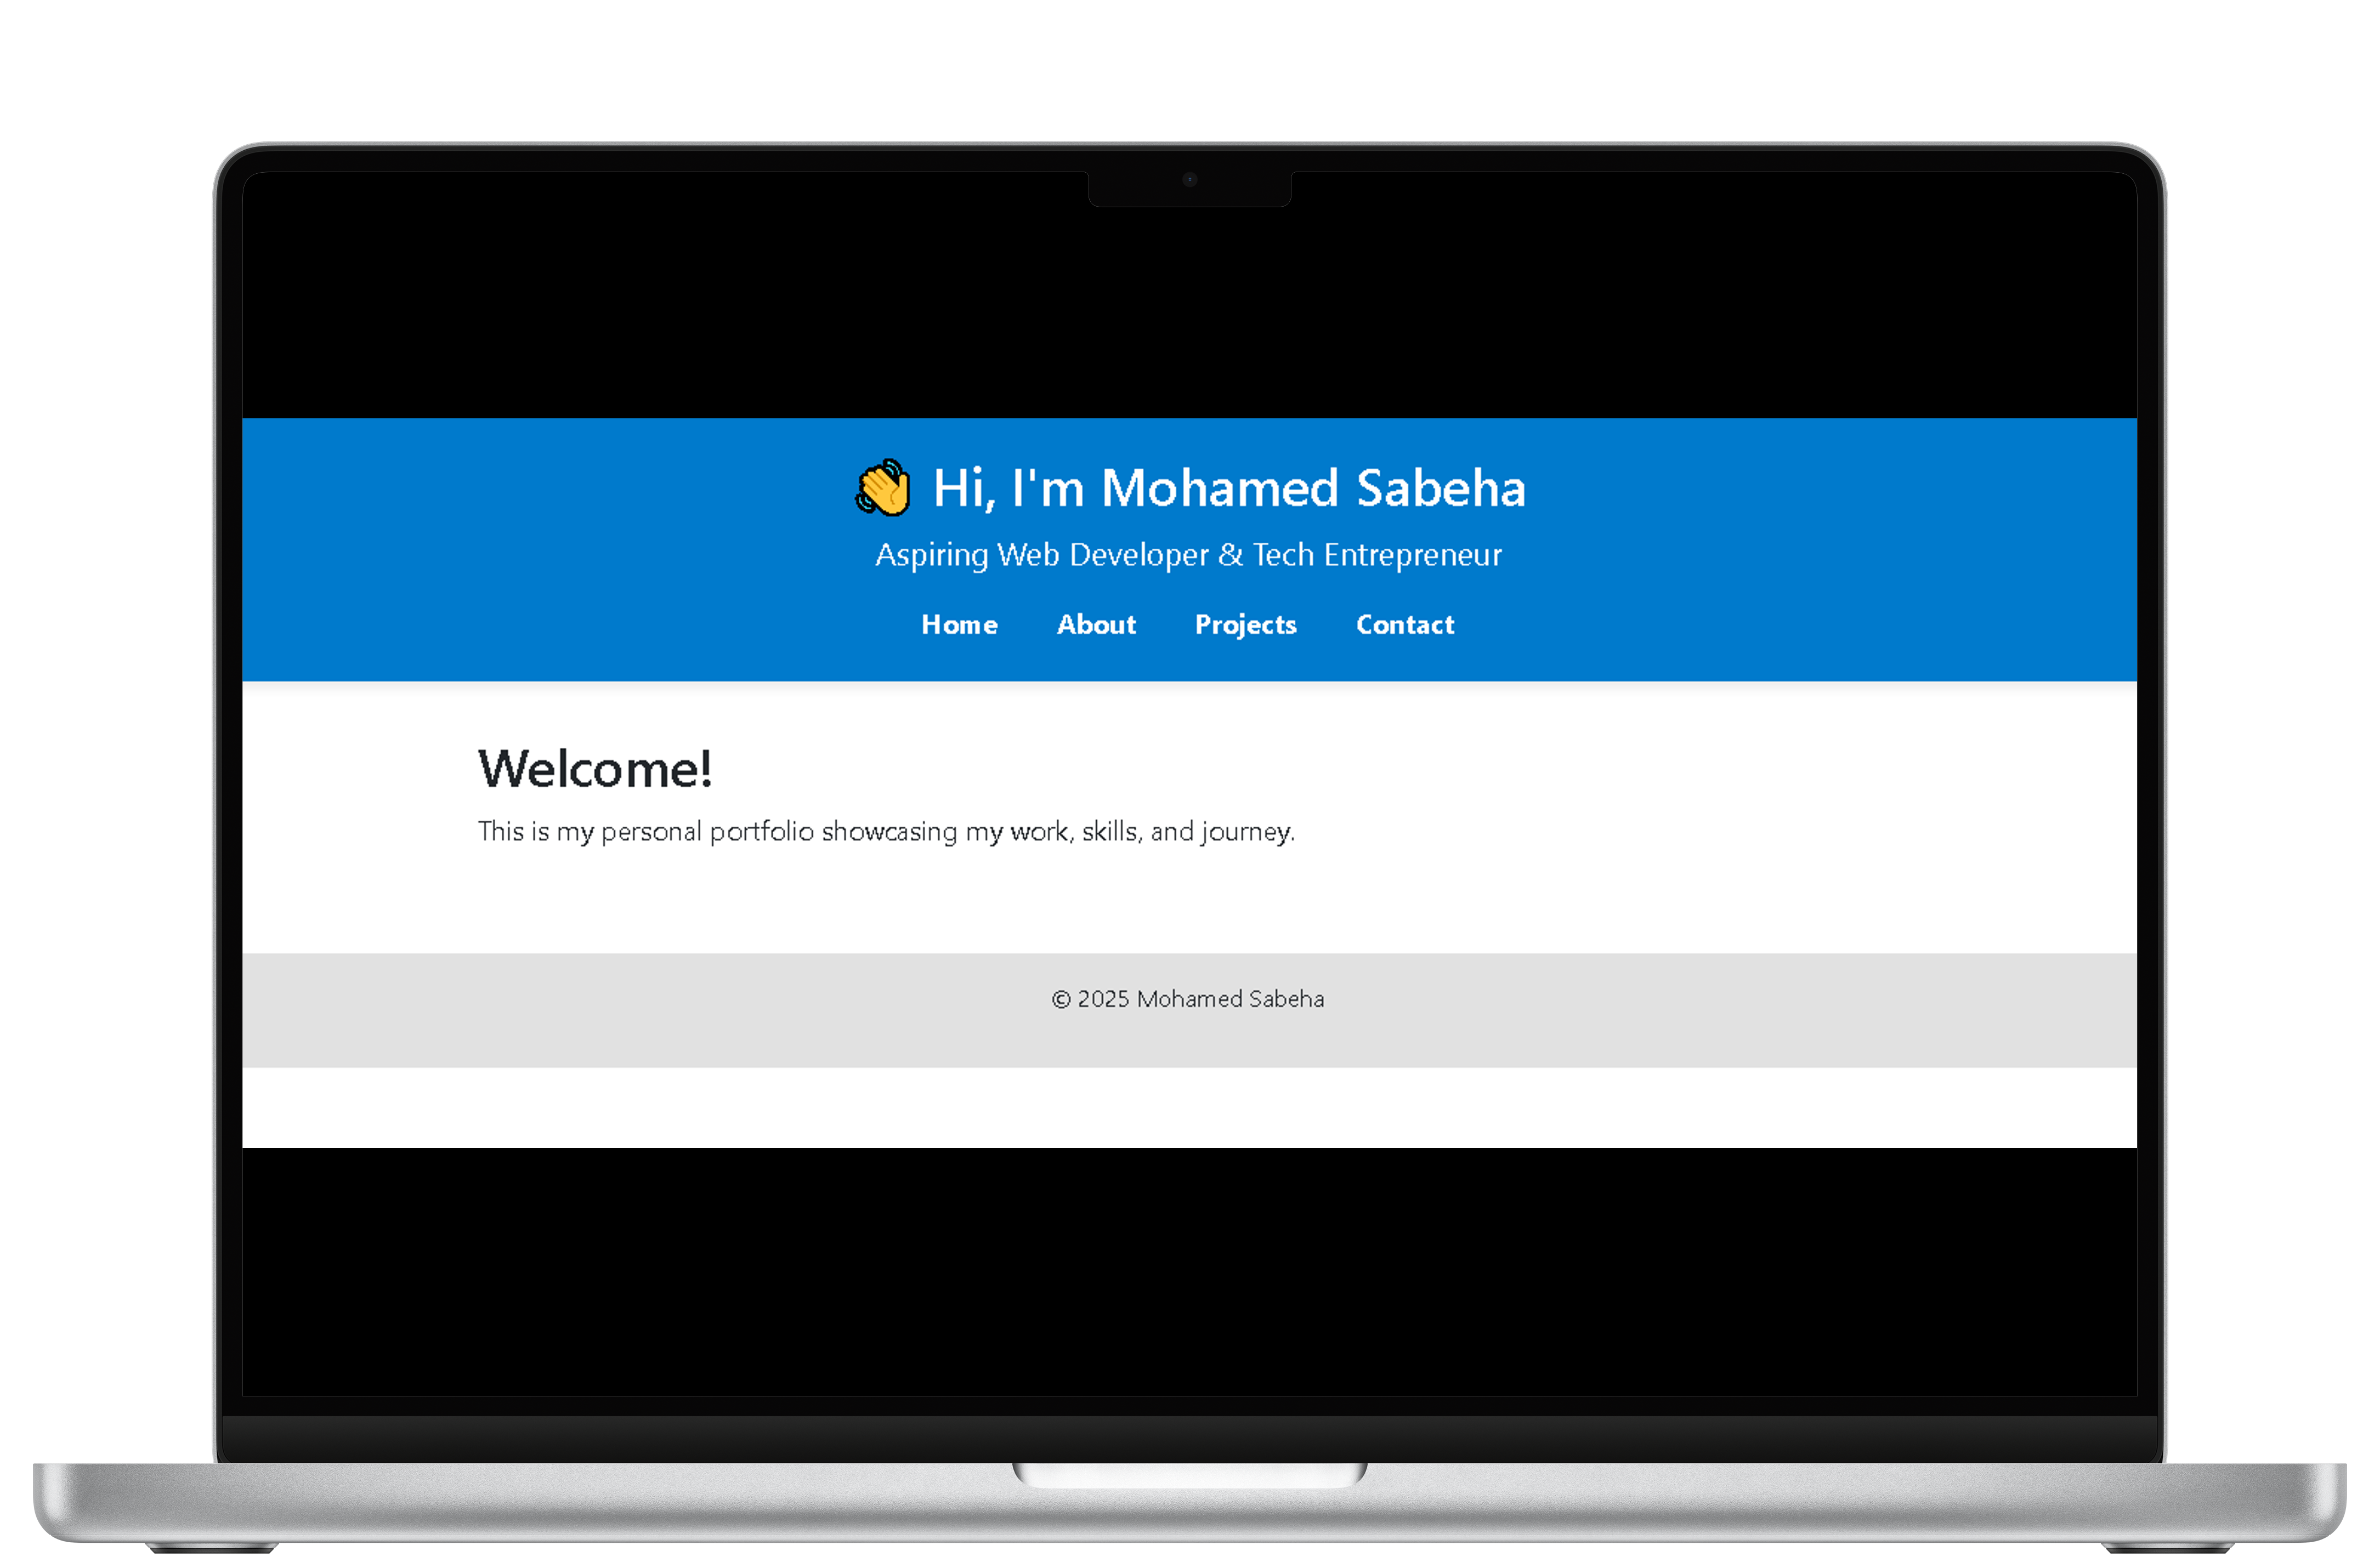 👋 Hi, I'm Mohamed Sabeha
Aspiring Web Developer & Tech Entrepreneur
Home About Projects Contact
Welcome!
This is my personal portfolio showcasing my work, skills, and journey.
© 2025 Mohamed Sabeha